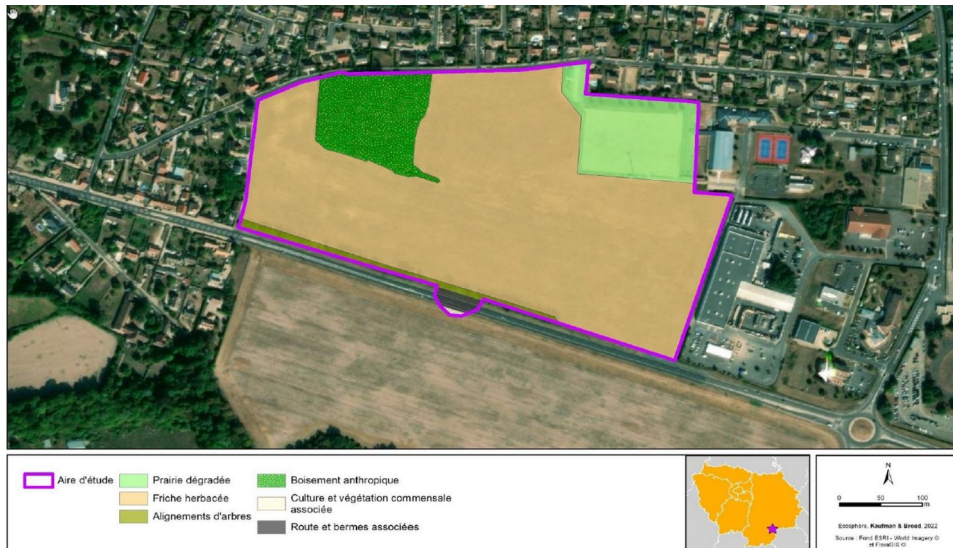 Aire d'étude
Prairie dégradée
Friche herbacée
Alignements d'arbres
Boisement anthropique
Culture et végétation commensale
associée
Route et bermes associées
N
0 50 100
m
Ecosphère, Kaufman & Broad, 2022
Source : Fond ESRI - World Imagery ©
et FloraGIS ©